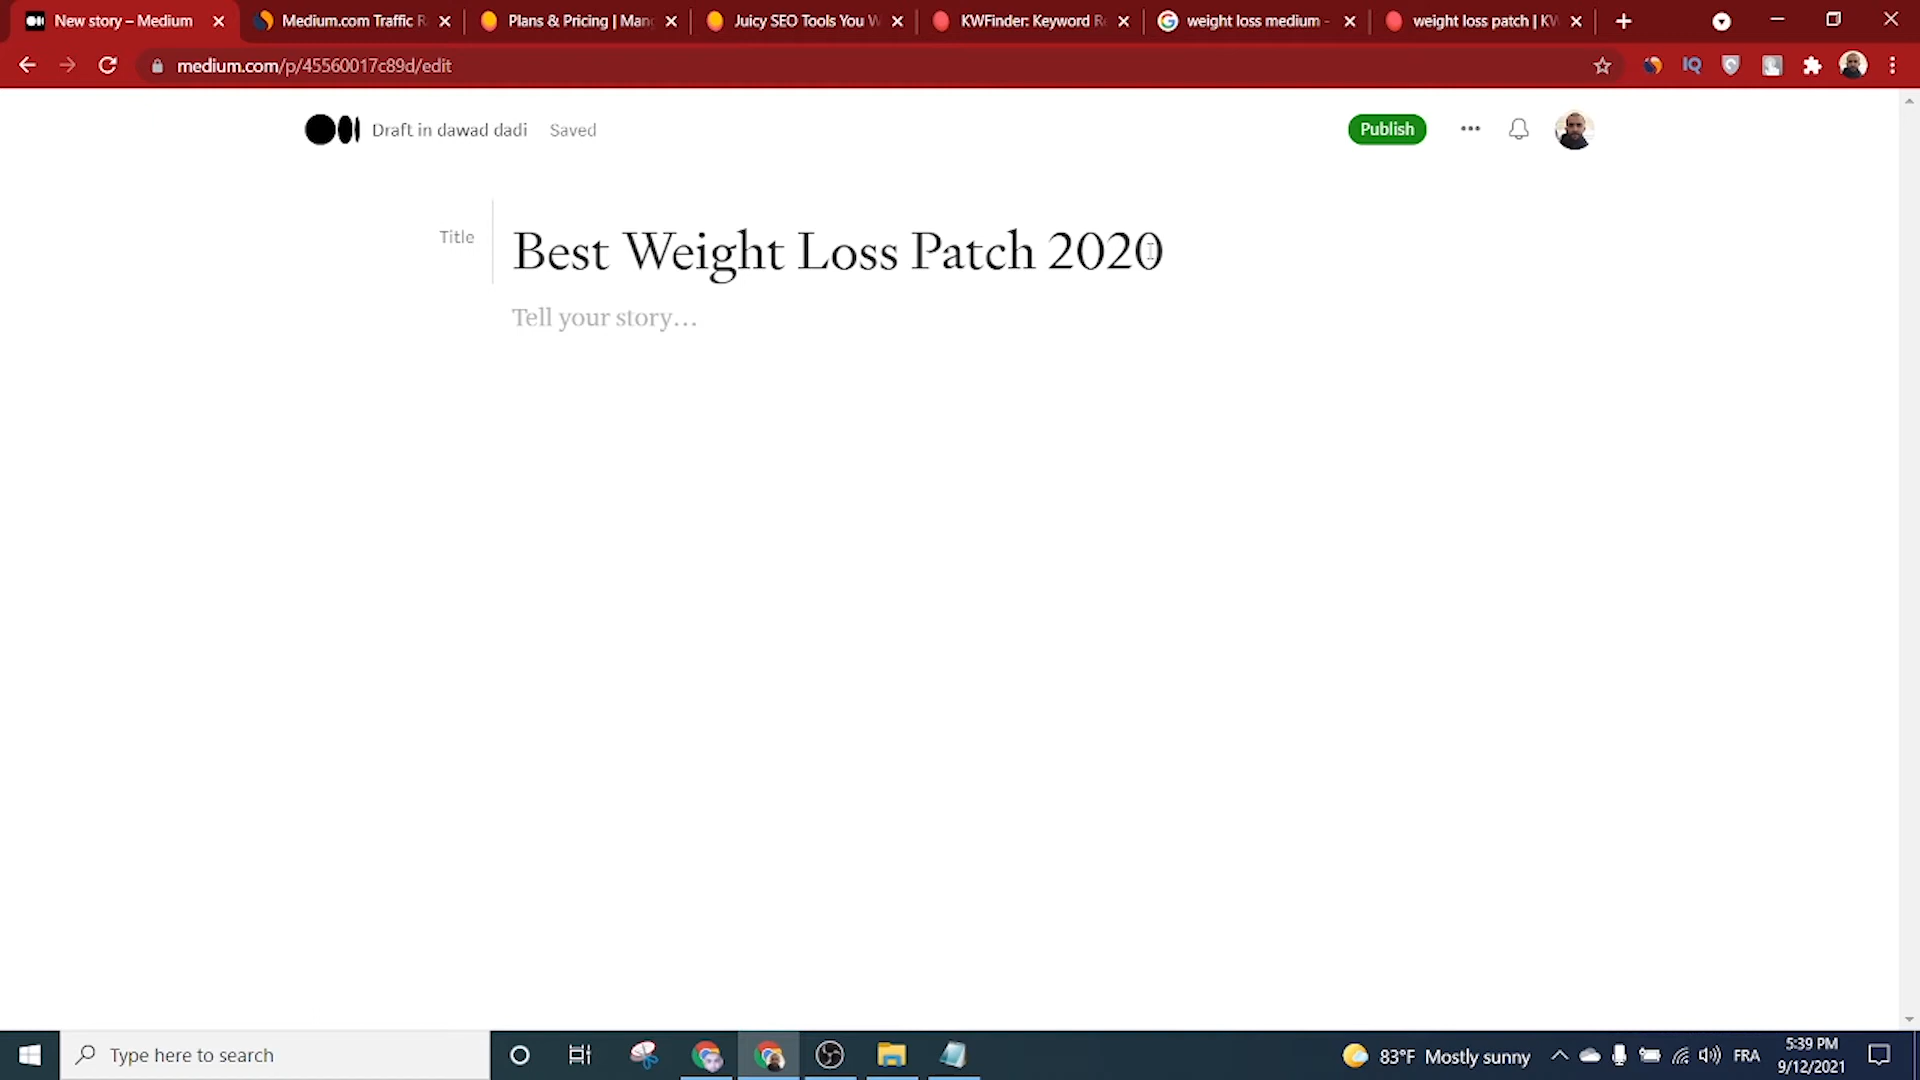 New story – Medium
Medium.com Traffic R
Plans & Pricing | Man
Juicy SEO Tools You W
KWFinder: Keyword Re
weight loss medium -
weight loss patch | KW
medium.com/p/45560017c89d/edit
IQ
Draft in dawad dadi
Saved
Publish
Title
Best Weight Loss Patch 2020
Tell your story…
Type here to search
83°F Mostly sunny
FRA
5:39 PM
9/12/2021